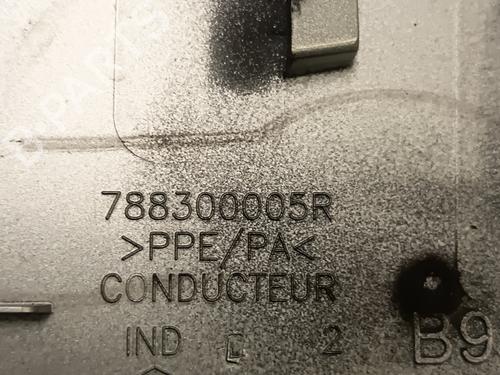 788300005R
>PPE/PA<
CONDUCTEUR
IND C 2
B9